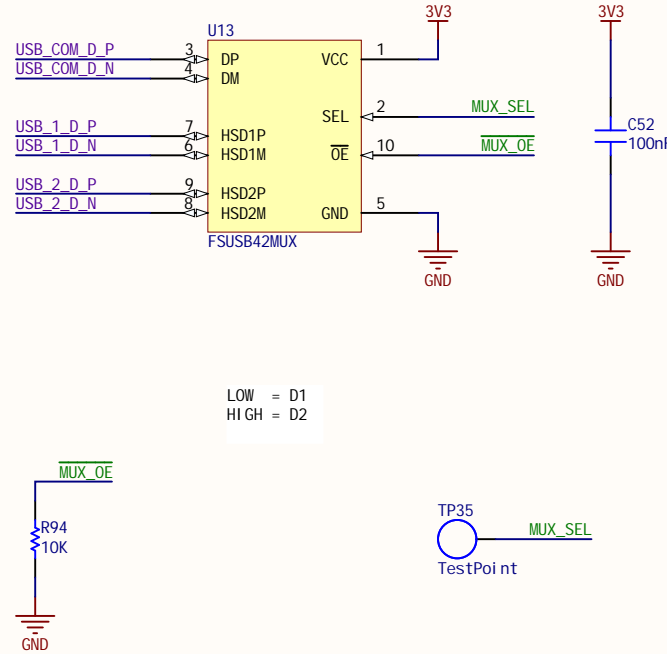 U13
3V3
3V3
USB_COM_D_P 3 DP VCC 1
USB_COM_D_N 4 DM
SEL 2 MUX_SEL
USB_1_D_P 7 HSD1P
USB_1_D_N 6 HSD1M OE 10 MUX_OE
C52
100nF
USB_2_D_P 9 HSD2P
USB_2_D_N 8 HSD2M GND 5
FSUSB42MUX
GND
GND
LOW = D1
HIGH = D2
MUX_OE
R94
10K
GND
TP35
MUX_SEL
TestPoint